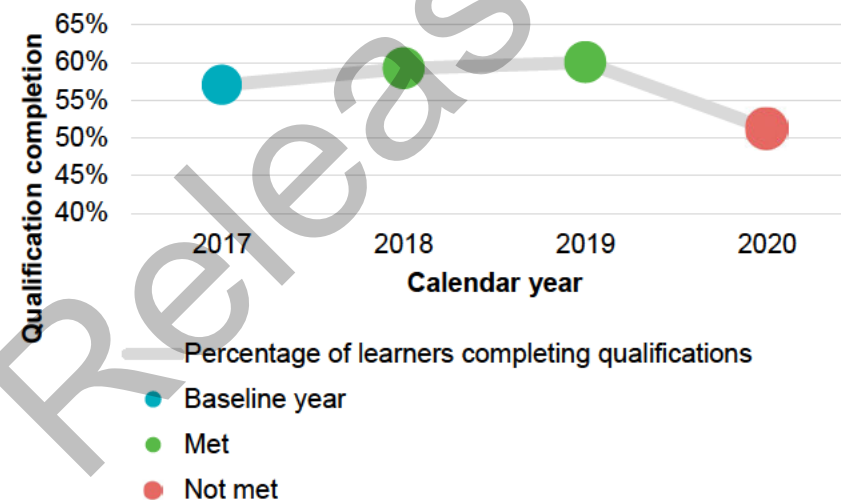 65%
60%
55%
50%
45%
40%
Qualification completion
2017 2018 2019 2020
Calendar year
Percentage of learners completing qualifications
Baseline year
Met
Not met
Releas